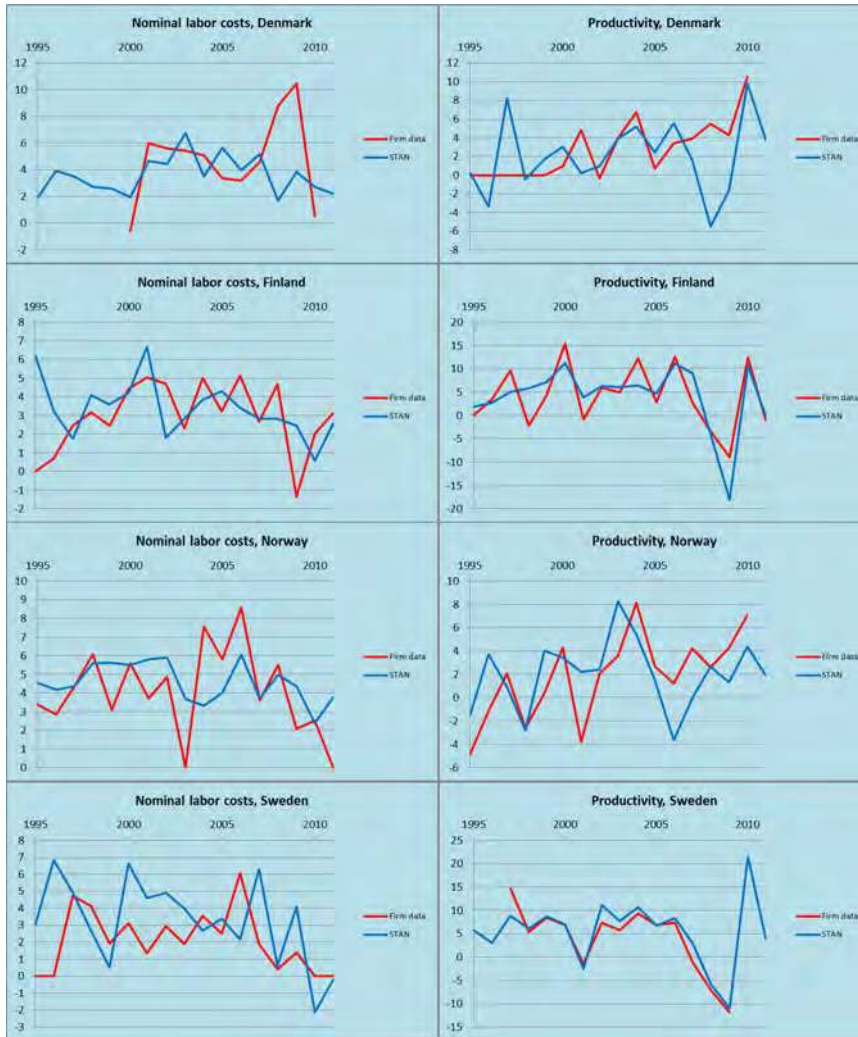 Nominal labor costs, Denmark
1995 2000 2005 2010
12
10
8
6
4
2
0
-2
Firm data
STAN
Productivity, Denmark
1995 2000 2005 2010
12
10
8
6
4
2
0
-2
-4
-6
-8
Firm data
STAN
Nominal labor costs, Finland
1995 2000 2005 2010
8
7
6
5
4
3
2
1
0
-1
-2
Firm data
STAN
Productivity, Finland
1995 2000 2005 2010
20
15
10
5
0
-5
-10
-15
-20
Firm data
STAN
Nominal labor costs, Norway
1995 2000 2005 2010
10
9
8
7
6
5
4
3
2
1
0
Firm data
STAN
Productivity, Norway
1995 2000 2005 2010
10
8
6
4
2
0
-2
-4
-6
Firm data
STAN
Nominal labor costs, Sweden
1995 2000 2005 2010
8
7
6
5
4
3
2
1
0
-1
-2
-3
Firm data
STAN
Productivity, Sweden
1995 2000 2005 2010
25
20
15
10
5
0
-5
-10
-15
Firm data
STAN